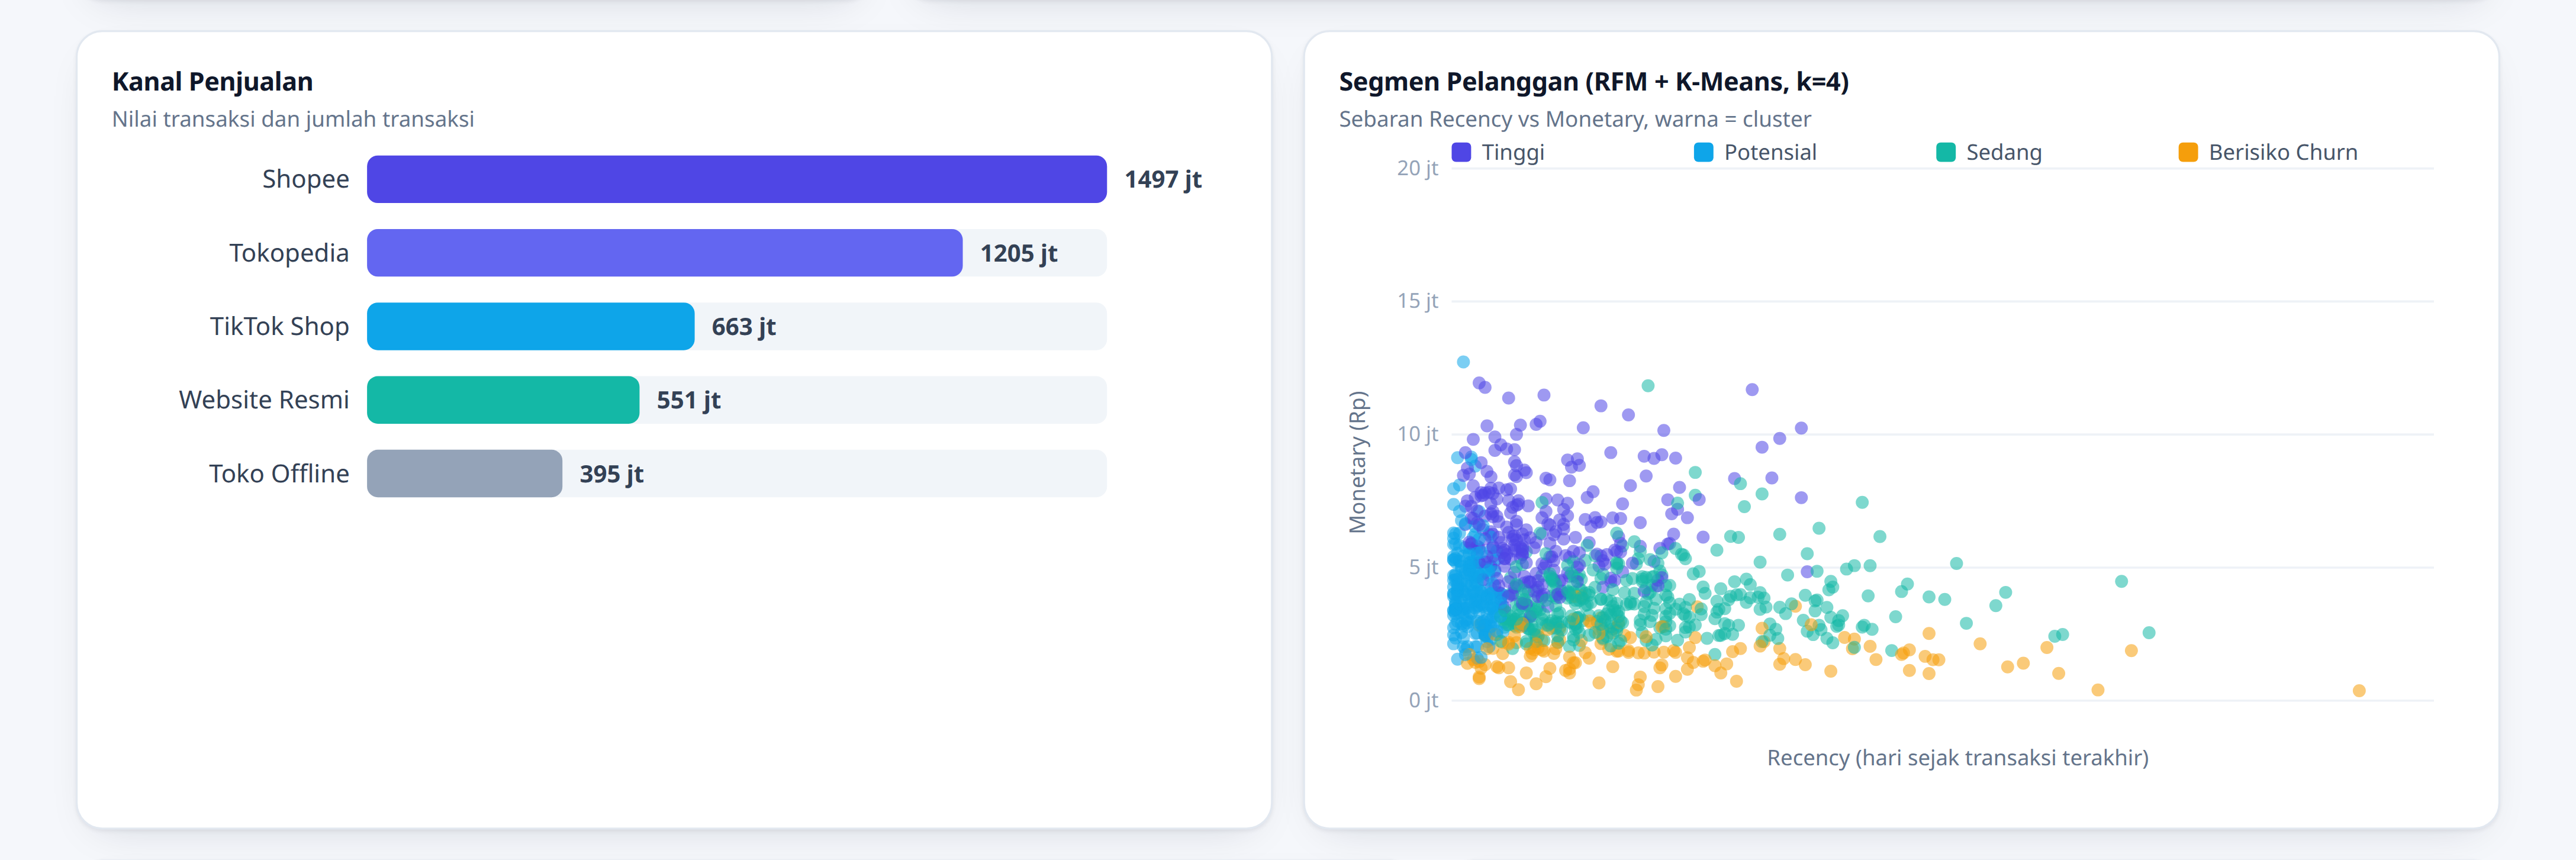 Kanal Penjualan
Nilai transaksi dan jumlah transaksi
Shopee 1497 jt
Tokopedia 1205 jt
TikTok Shop 663 jt
Website Resmi 551 jt
Toko Offline 395 jt
Segmen Pelanggan (RFM + K-Means, k=4)
Sebaran Recency vs Monetary, warna = cluster
Tinggi Potensial Sedang Berisiko Churn
20 jt
15 jt
10 jt
5 jt
0 jt
Monetary (Rp)
Recency (hari sejak transaksi terakhir)